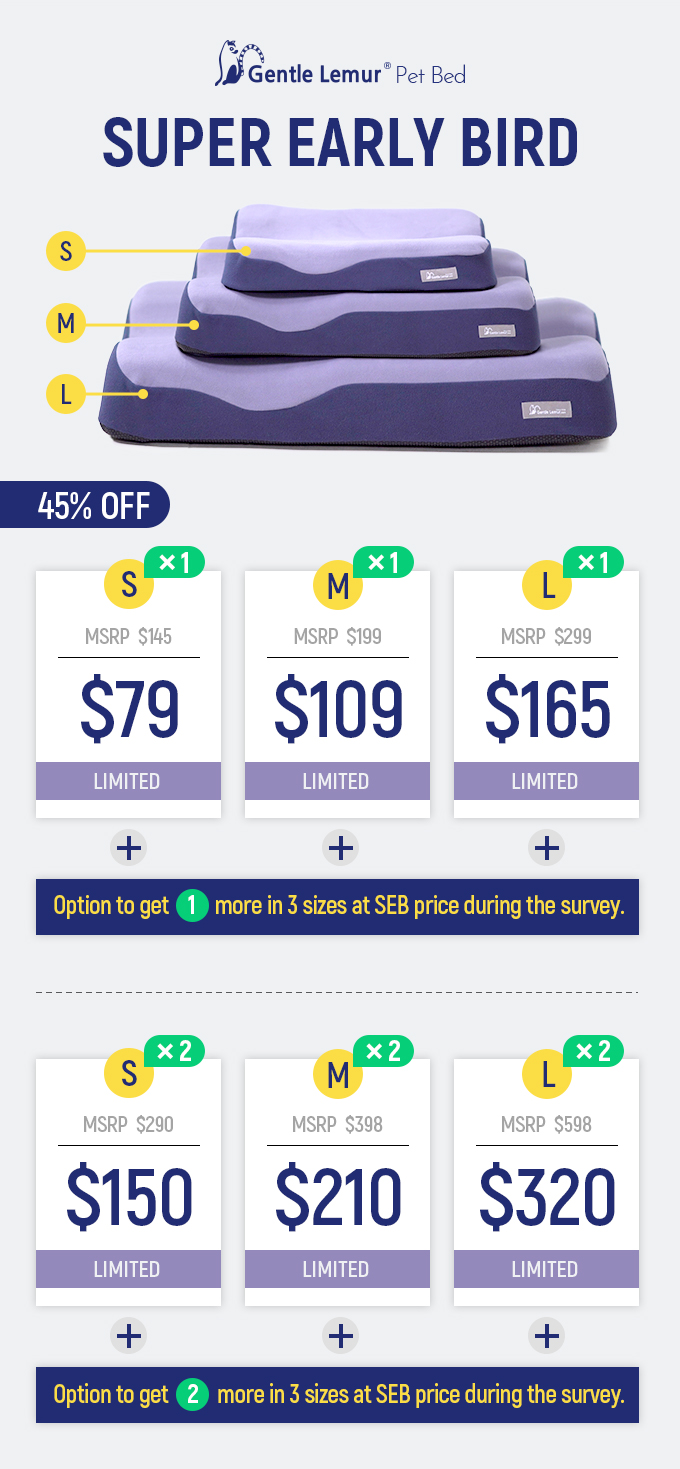 Gentle Lemur® Pet Bed
SUPER EARLY BIRD
S
M
L
45% OFF
S ×1
MSRP $145
$79
LIMITED
+
M ×1
MSRP $199
$109
LIMITED
+
L ×1
MSRP $299
$165
LIMITED
+
Option to get 1 more in 3 sizes at SEB price during the survey.
S ×2
MSRP $290
$150
LIMITED
+
M ×2
MSRP $398
$210
LIMITED
+
L ×2
MSRP $598
$320
LIMITED
+
Option to get 2 more in 3 sizes at SEB price during the survey.